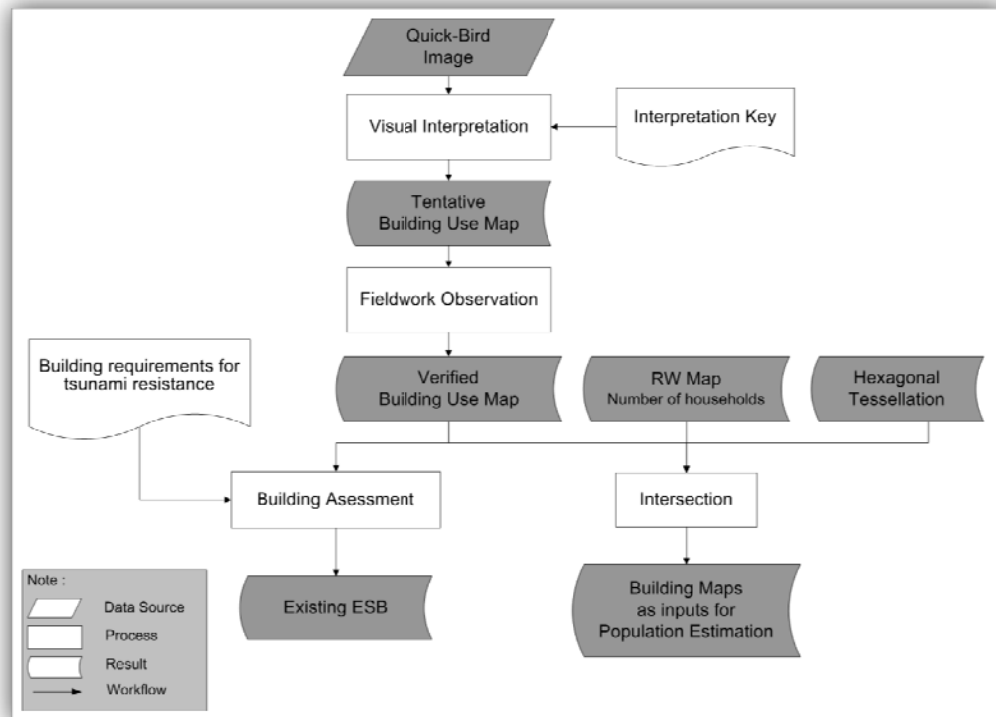 Quick-Bird
Image
Visual Interpretation
Interpretation Key
Tentative
Building Use Map
Fieldwork Observation
Building requirements for
tsunami resistance
Verified
Building Use Map
RW Map
Number of households
Hexagonal
Tessellation
Building Asessment
Intersection
Existing ESB
Building Maps
as inputs for
Population Estimation
Note :
Data Source
Process
Result
Workflow